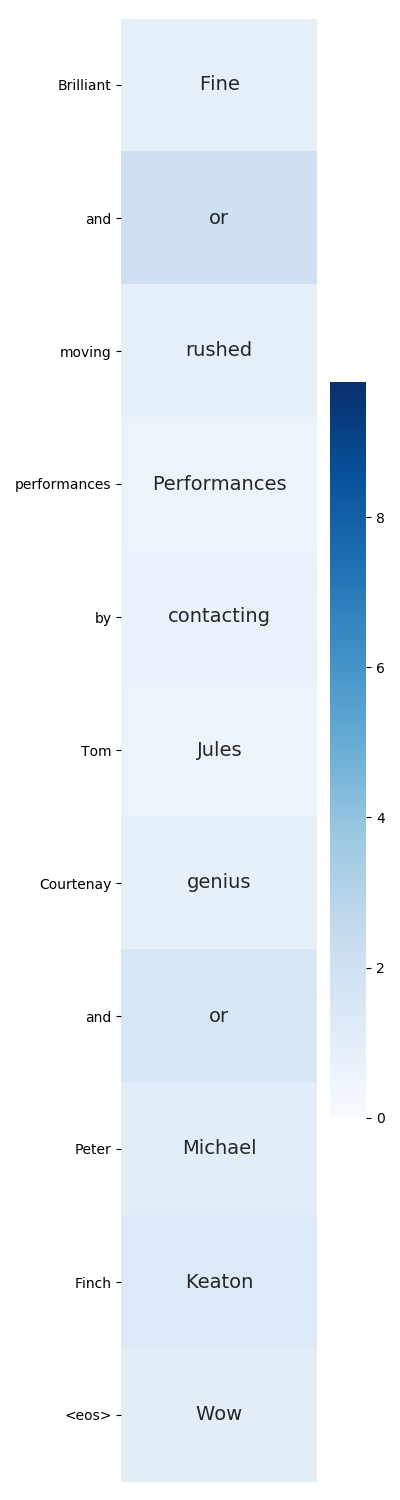 Brilliant Fine
and or
moving rushed
performances Performances
8
by contacting
6
Tom Jules
4
Courtenay genius
2
and or
0
Peter Michael
Finch Keaton
<eos> Wow